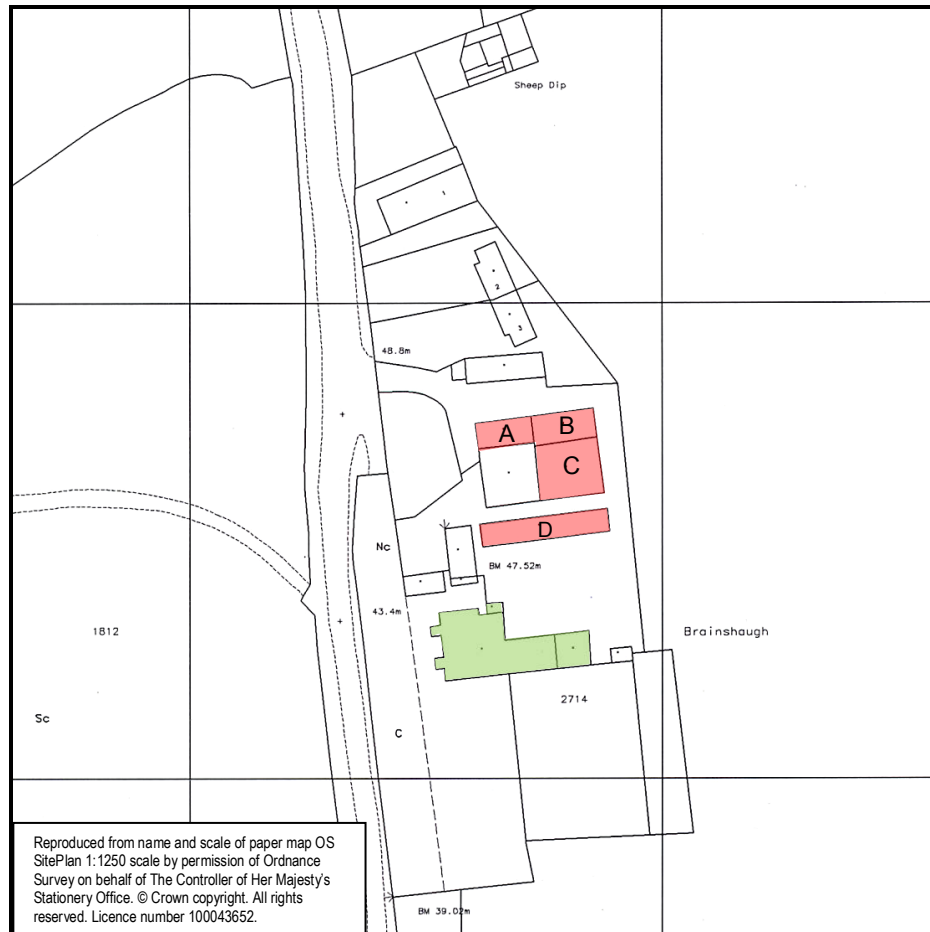 Sheep Dip
1
2
3
48.8m
A
B
C
D
Nc
BM 47.52m
43.4m
1812
Brainshaugh
2714
Sc
C
Reproduced from name and scale of paper map OS
SitePlan 1:1250 scale by permission of Ordnance
Survey on behalf of The Controller of Her Majesty's
Stationery Office. © Crown copyright. All rights
reserved. Licence number 100043652.
BM 39.02m